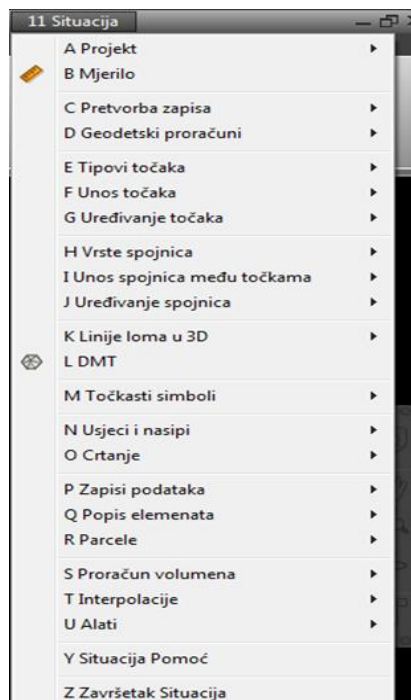 11 Situacija
A Projekt
B Mjerilo
C Pretvorba zapisa
D Geodetski proračuni
E Tipovi točaka
F Unos točaka
G Uređivanje točaka
H Vrste spojnica
I Unos spojnica među točkama
J Uređivanje spojnica
K Linije loma u 3D
L DMT
M Točkasti simboli
N Usjeci i nasipi
O Crtanje
P Zapisi podataka
Q Popis elemenata
R Parcele
S Proračun volumena
T Interpolacije
U Alati
Y Situacija Pomoć
Z Završetak Situacija